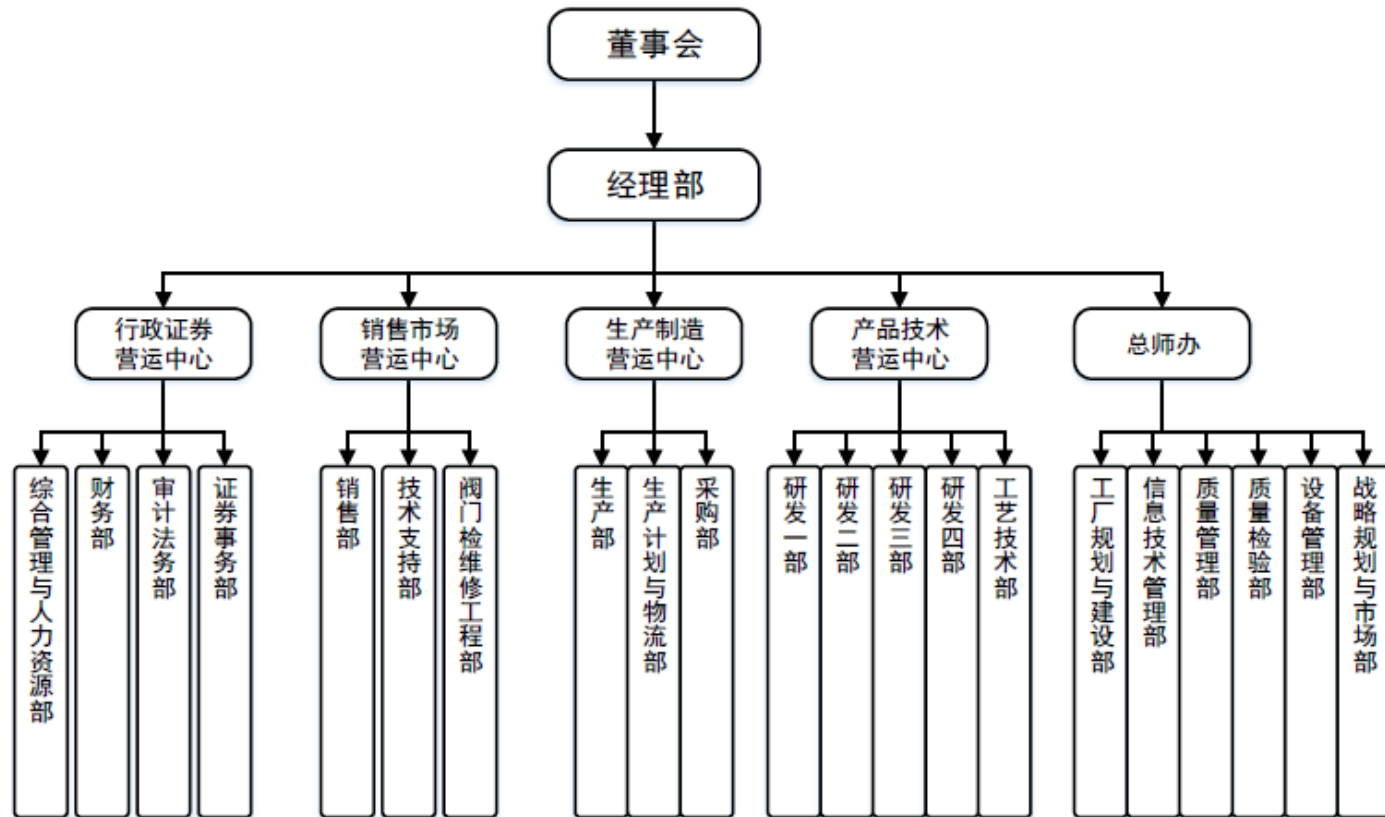 董事会
经理部
行政证券
营运中心
销售市场
营运中心
生产制造
营运中心
产品技术
营运中心
总师办
综合管理与人力资源部
财务部
审计法务部
证券事务部
销售部
技术支持部
阀门检维修工程部
生产部
生产计划与物流部
采购部
研发一部
研发二部
研发三部
研发四部
工艺技术部
工厂规划与建设部
信息技术管理部
质量管理部
质量检验部
设备管理部
战略规划与市场部